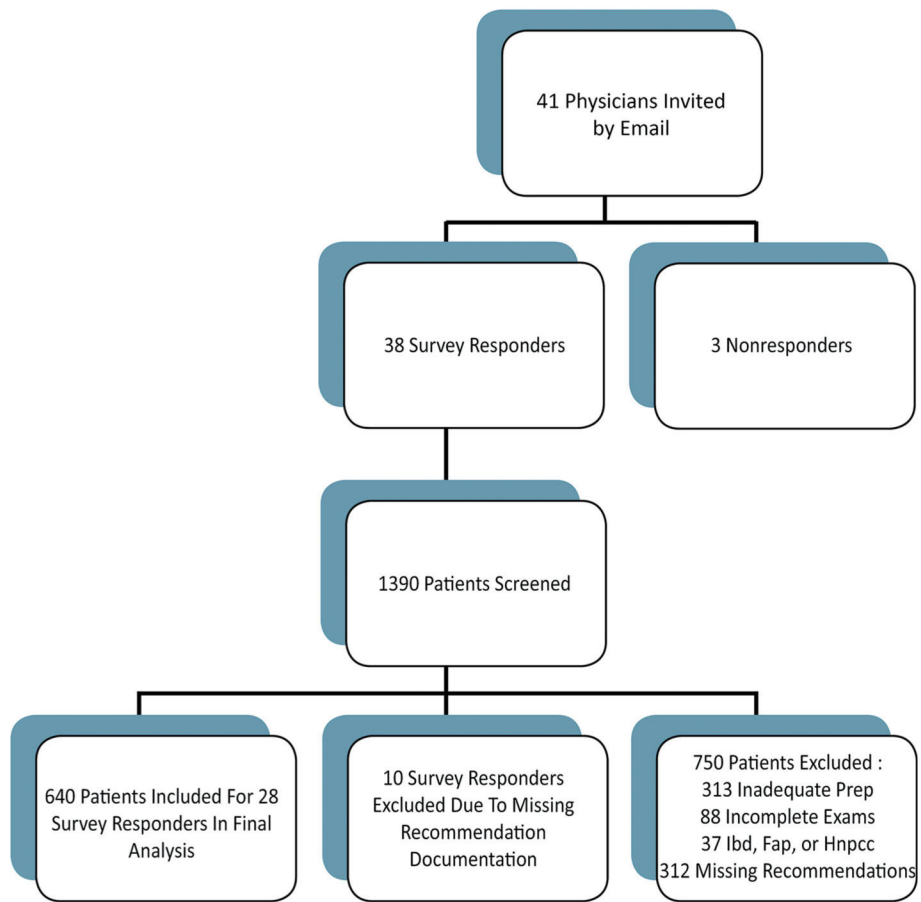 41 Physicians Invited
by Email
38 Survey Responders
3 Nonresponders
1390 Patients Screened
640 Patients Included For 28
Survey Responders In Final
Analysis
10 Survey Responders
Excluded Due To Missing
Recommendation
Documentation
750 Patients Excluded :
313 Inadequate Prep
88 Incomplete Exams
37 Ibd, Fap, or Hnpcc
312 Missing Recommendations